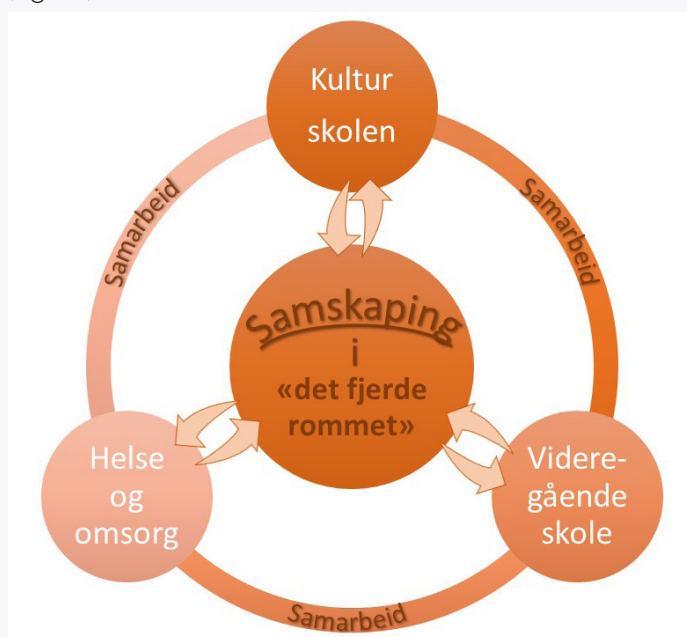 Kultur
skolen
Samarbeid
Samarbeid
Samskaping
i
«det fjerde
rommet»
Helse
og
omsorg
Videre-
gående
skole
Samarbeid